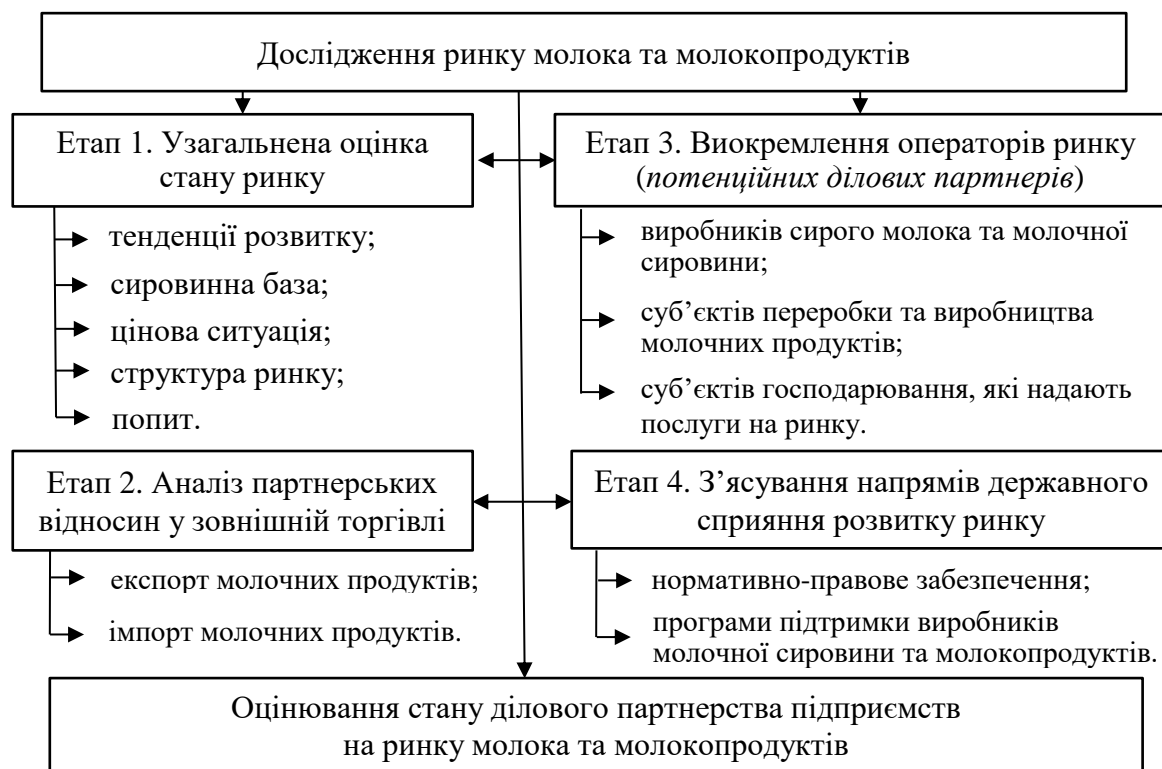 Дослідження ринку молока та молокопродуктів
Етап 1. Узагальнена оцінка
стану ринку
тенденції розвитку;
сировинна база;
цінова ситуація;
структура ринку;
попит.
Етап 3. Виокремлення операторів ринку
(потенційних ділових партнерів)
виробників сирого молока та молочної
сировини;
суб’єктів переробки та виробництва
молочних продуктів;
суб’єктів господарювання, які надають
послуги на ринку.
Етап 2. Аналіз партнерських
відносин у зовнішній торгівлі
експорт молочних продуктів;
імпорт молочних продуктів.
Етап 4. З’ясування напрямів державного
сприяння розвитку ринку
нормативно-правове забезпечення;
програми підтримки виробників
молочної сировини та молокопродуктів.
Оцінювання стану ділового партнерства підприємств
на ринку молока та молокопродуктів